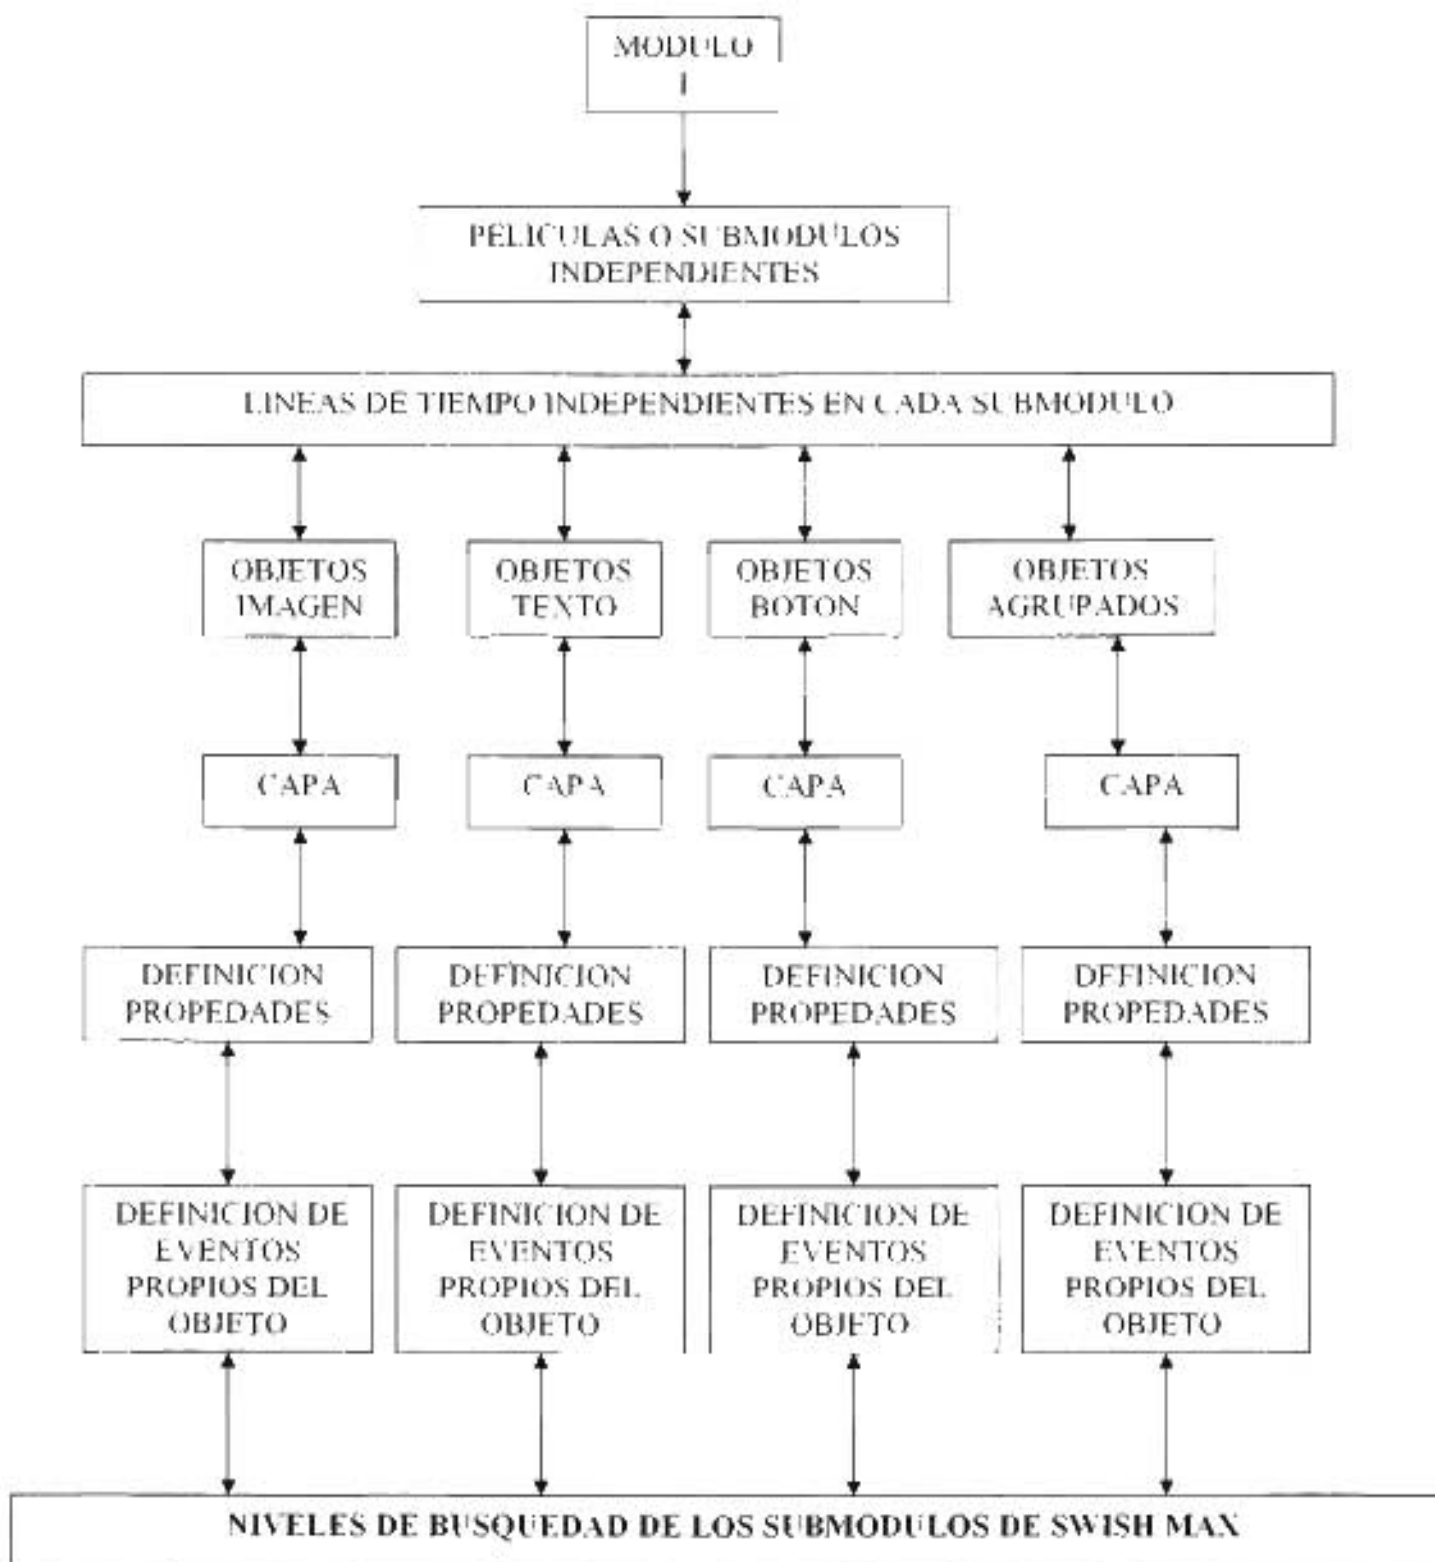 MODULO
I
PELICULAS O SUBMODULOS
INDEPENDIENTES
LINEAS DE TIEMPO INDEPENDIENTES EN CADA SUBMODULO
OBJETOS
IMAGEN
OBJETOS
TEXTO
OBJETOS
BOTON
OBJETOS
AGRUPADOS
CAPA
CAPA
CAPA
CAPA
DEFINICION
PROPEDADES
DEFINICION
PROPEDADES
DEFINICION
PROPEDADES
DEFINICION
PROPEDADES
DEFINICION DE
EVENTOS
PROPIOS DEL
OBJETO
DEFINICION DE
EVENTOS
PROPIOS DEL
OBJETO
DEFINICION DE
EVENTOS
PROPIOS DEL
OBJETO
DEFINICION DE
EVENTOS
PROPIOS DEL
OBJETO
NIVELES DE BUSQUEDAD DE LOS SUBMODULOS DE SWISH MAX